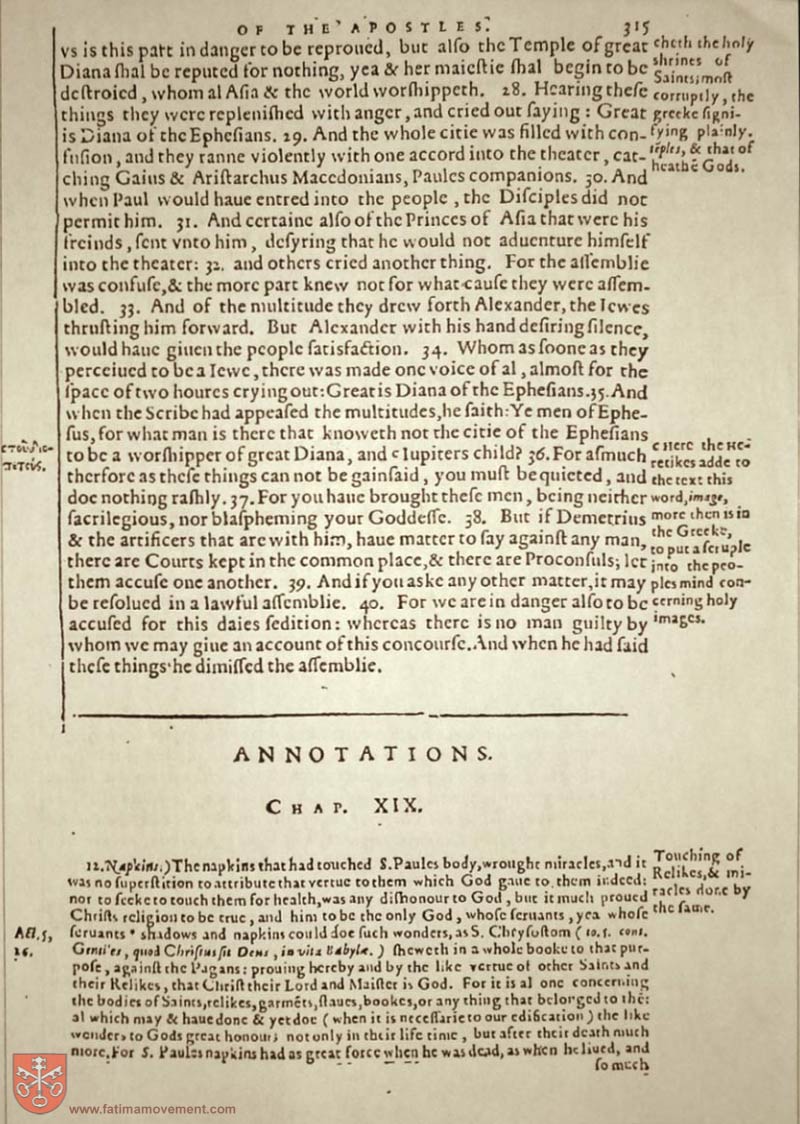 OF THE APOSTLES. 315
vs is this part in danger to be reproued, but alſo the Temple of great
Diana ſhal be reputed for nothing, yea & her maieſtie ſhal begin to be
deſtroied, whom al Aſia & the world worſhippeth. 28. Hearing theſe
things they were repleniſhed with anger, and cried out ſaying: Great
is Diana of the Epheſians. 29. And the whole citie was filled with con-
fuſion, and they ranne violently with one accord into the theater, cat-
ching Gaius & Ariſtarchus Macedonians, Paules companions. 30. And
when Paul would haue entred into the people, the Diſciples did not
permit him. 31. And certaine alſo of the Princes of Aſia that were his
freinds, ſent vnto him, deſyring that he would not aduenture himſelf
into the theater: 32. and others cried another thing. For the aſſemblie
was confuſe, & the more part knew not for what cauſe they were aſſem-
bled. 33. And of the multitude they drew forth Alexander, the Iewes
thruſting him forward. But Alexander with his hand deſiring ſilence,
would haue giuen the people ſatisfaction. 34. Whom as ſoone as they
perceiued to be a Iewe, there was made one voice of al, almoſt for the
ſpace of two houres crying out: Great is Diana of the Epheſians. 35. And
when the Scribe had appeaſed the multitudes, he ſaith: Ye men of Ephe-
ſus, for what man is there that knoweth not the citie of the Epheſians
to be a worſhipper of great Diana, and c Iupiters child? 36. For aſmuch
therfore as theſe things can not be gainſaid, you muſt be quieted, and
doe nothing raſhly. 37. For you haue brought theſe men, being neither
ſacrilegious, nor blaſpheming your Goddeſſe. 38. But if Demetrius
& the artificers that are with him, haue matter to ſay againſt any man,
there are Courts kept in the common place, & there are Proconſuls; let
them accuſe one another. 39. And if you aske any other matter, it may
be reſolued in a lawful aſſemblie. 40. For we are in danger alſo to be
accuſed for this daies ſedition: whereas there is no man guilty by
whom we may giue an account of this concourſe. And when he had ſaid
theſe things he dimiſſed the aſſemblie.
cheth the holy
ſhrines of
Saints; moſt
corruptly, the
greeke ſigni-
fying plainly.
tẽples, & that of
heathẽ Gods.
c τοῦ διο-
πετοῦς.
c Here the He-
retikes adde to
the text this
word, image,
more then is in
the Greeke,
to put a ſcruple
into the peo-
ples mind con-
cerning holy
images.
ANNOTATIONS.
CHAP. XIX.
12. Napkins.) The napkins that had touched S. Paules body, wrought miracles, and it
was no ſuperſtition to attribute that vertue to them which God gaue to them indeed;
nor to ſeeke to touch them for health, was any diſhonour to God, but it much proued
Chriſts religion to be true, and him to be the only God, whoſe ſeruants, yea whoſe
ſeruants * shadows and napkins could doe ſuch wonders, as S. Chryſoſtom (to. 5. cont.
Gentiles, quod Chriſtus ſit Deus, in vita Babylæ.) ſheweth in a whole booke to that pur-
poſe, againſt the Pagans: prouing hereby and by the like vertue of other Saints and
their Relikes, that Chriſt their Lord and Maiſter is God. For it is al one concerning
the bodies of Saints, relikes, garmẽts, ſtaues, bookes, or any thing that belonged to thẽ:
al which may & haue done & yet doe (when it is neceſſarie to our edification) the like
wonders to Gods great honour; not only in their life time, but after their death much
more. For S. Paules napkins had as great force when he was dead, as when he liued, and
ſo much
Act. 5,
16.
Touching of
Relikes, & mi-
racles done by
the ſame.
www.fatimamovement.com